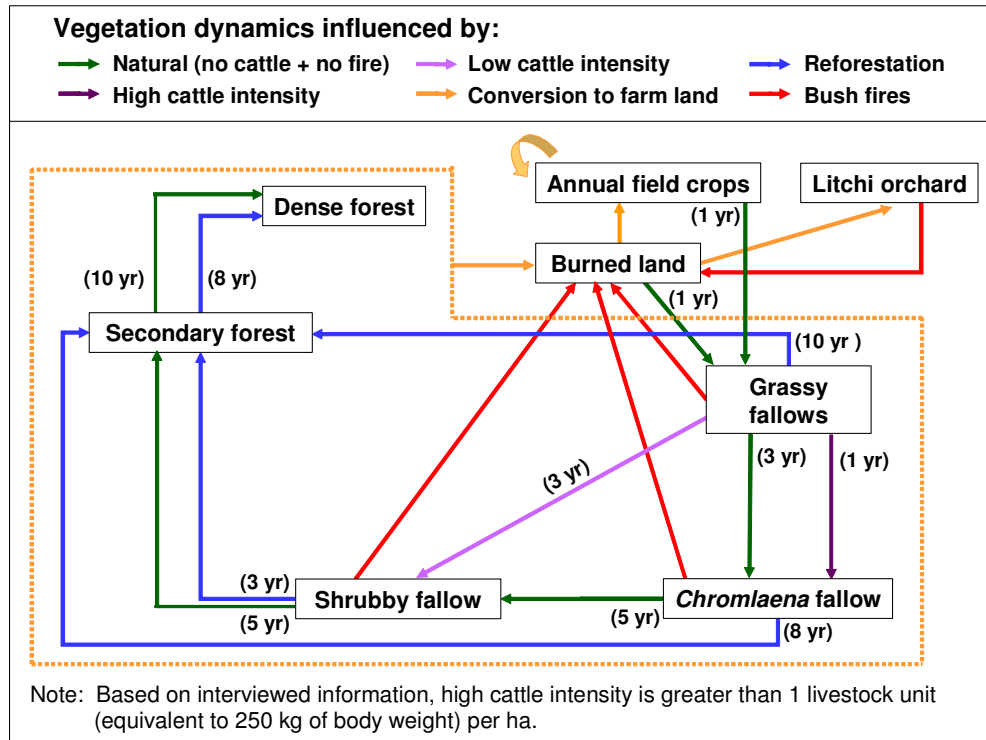 Vegetation dynamics influenced by:
Natural (no cattle + no fire)
Low cattle intensity
Reforestation
High cattle intensity
Conversion to farm land
Bush fires
Annual field crops
Litchi orchard
Dense forest
(1 yr)
Burned land
(10 yr)
(8 yr)
(1 yr)
Secondary forest
(10 yr )
Grassy
fallows
(3 yr)
(3 yr)
(1 yr)
(3 yr)
Shrubby fallow
Chromlaena fallow
(5 yr)
(5 yr)
(8 yr)
Note: Based on interviewed information, high cattle intensity is greater than 1 livestock unit
(equivalent to 250 kg of body weight) per ha.